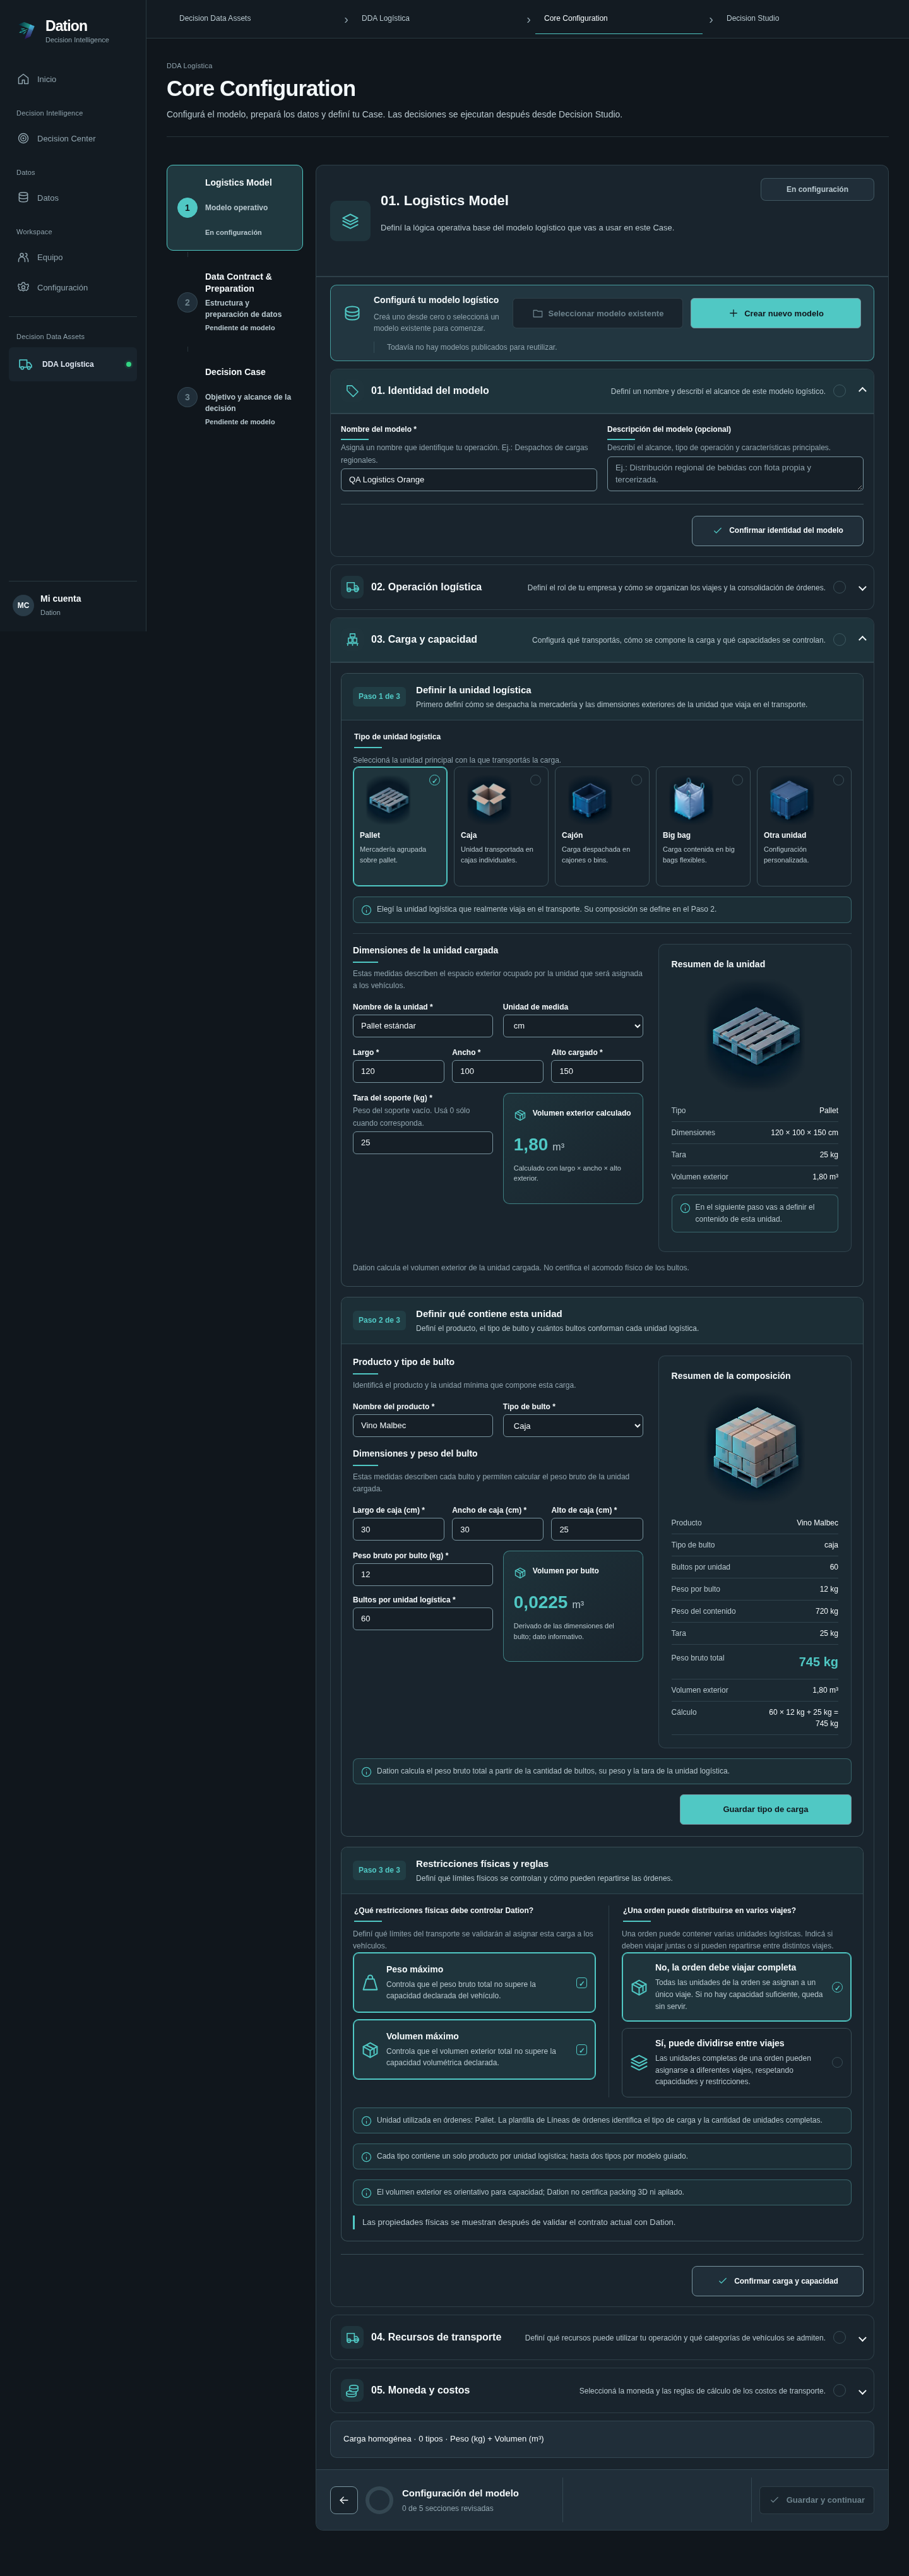 Dation
Decision Intelligence
Inicio
Decision Intelligence
Decision Center
Datos
Datos
Workspace
Equipo
Configuración
Decision Data Assets
DDA Logística
MC
Mi cuenta
Dation
Decision Data Assets
DDA Logística
Core Configuration
Decision Studio
DDA Logística
Core Configuration
Configurá el modelo, prepará los datos y definí tu Case. Las decisiones se ejecutan después desde Decision Studio.
Logistics Model
1
Modelo operativo
En configuración
Data Contract &
Preparation
2
Estructura y
preparación de datos
Pendiente de modelo
Decision Case
3
Objetivo y alcance de la
decisión
Pendiente de modelo
En configuración
01. Logistics Model
Definí la lógica operativa base del modelo logístico que vas a usar en este Case.
Configurá tu modelo logístico
Creá uno desde cero o seleccioná un
modelo existente para comenzar.
Seleccionar modelo existente
Crear nuevo modelo
Todavía no hay modelos publicados para reutilizar.
01. Identidad del modelo
Definí un nombre y describí el alcance de este modelo logístico.
Nombre del modelo *
Asigná un nombre que identifique tu operación. Ej.: Despachos de cargas
regionales.
QA Logistics Orange
Descripción del modelo (opcional)
Describí el alcance, tipo de operación y características principales.
Ej.: Distribución regional de bebidas con flota propia y
tercerizada.
Confirmar identidad del modelo
02. Operación logística
Definí el rol de tu empresa y cómo se organizan los viajes y la consolidación de órdenes.
03. Carga y capacidad
Configurá qué transportás, cómo se compone la carga y qué capacidades se controlan.
Paso 1 de 3
Definir la unidad logística
Primero definí cómo se despacha la mercadería y las dimensiones exteriores de la unidad que viaja en el transporte.
Tipo de unidad logística
Seleccioná la unidad principal con la que transportás la carga.
Pallet
Mercadería agrupada
sobre pallet.
Caja
Unidad transportada en
cajas individuales.
Cajón
Carga despachada en
cajones o bins.
Big bag
Carga contenida en big
bags flexibles.
Otra unidad
Configuración
personalizada.
Elegí la unidad logística que realmente viaja en el transporte. Su composición se define en el Paso 2.
Dimensiones de la unidad cargada
Estas medidas describen el espacio exterior ocupado por la unidad que será asignada
a los vehículos.
Nombre de la unidad *
Pallet estándar
Unidad de medida
cm
Largo *
120
Ancho *
100
Alto cargado *
150
Tara del soporte (kg) *
Peso del soporte vacío. Usá 0 sólo
cuando corresponda.
25
Volumen exterior calculado
1,80 m³
Calculado con largo × ancho × alto
exterior.
Resumen de la unidad
Tipo
Pallet
Dimensiones
120 × 100 × 150 cm
Tara
25 kg
Volumen exterior
1,80 m³
En el siguiente paso vas a definir el
contenido de esta unidad.
Dation calcula el volumen exterior de la unidad cargada. No certifica el acomodo físico de los bultos.
Paso 2 de 3
Definir qué contiene esta unidad
Definí el producto, el tipo de bulto y cuántos bultos conforman cada unidad logística.
Producto y tipo de bulto
Identificá el producto y la unidad mínima que compone esta carga.
Nombre del producto *
Vino Malbec
Tipo de bulto *
Caja
Dimensiones y peso del bulto
Estas medidas describen cada bulto y permiten calcular el peso bruto de la unidad
cargada.
Largo de caja (cm) *
30
Ancho de caja (cm) *
30
Alto de caja (cm) *
25
Peso bruto por bulto (kg) *
12
Bultos por unidad logística *
60
Volumen por bulto
0,0225 m³
Derivado de las dimensiones del
bulto; dato informativo.
Resumen de la composición
Producto
Vino Malbec
Tipo de bulto
caja
Bultos por unidad
60
Peso por bulto
12 kg
Peso del contenido
720 kg
Tara
25 kg
Peso bruto total
745 kg
Volumen exterior
1,80 m³
Cálculo
60 × 12 kg + 25 kg =
745 kg
Dation calcula el peso bruto total a partir de la cantidad de bultos, su peso y la tara de la unidad logística.
Guardar tipo de carga
Paso 3 de 3
Restricciones físicas y reglas
Definí qué límites físicos se controlan y cómo pueden repartirse las órdenes.
¿Qué restricciones físicas debe controlar Dation?
Definí qué límites del transporte se validarán al asignar esta carga a los
vehículos.
Peso máximo
Controla que el peso bruto total no supere la
capacidad declarada del vehículo.
Volumen máximo
Controla que el volumen exterior total no supere la
capacidad volumétrica declarada.
¿Una orden puede distribuirse en varios viajes?
Una orden puede contener varias unidades logísticas. Indicá si
deben viajar juntas o si pueden repartirse entre distintos viajes.
No, la orden debe viajar completa
Todas las unidades de la orden se asignan a un
único viaje. Si no hay capacidad suficiente, queda
sin servir.
Sí, puede dividirse entre viajes
Las unidades completas de una orden pueden
asignarse a diferentes viajes, respetando
capacidades y restricciones.
Unidad utilizada en órdenes: Pallet. La plantilla de Líneas de órdenes identifica el tipo de carga y la cantidad de unidades completas.
Cada tipo contiene un solo producto por unidad logística; hasta dos tipos por modelo guiado.
El volumen exterior es orientativo para capacidad; Dation no certifica packing 3D ni apilado.
Las propiedades físicas se muestran después de validar el contrato actual con Dation.
Confirmar carga y capacidad
04. Recursos de transporte
Definí qué recursos puede utilizar tu operación y qué categorías de vehículos se admiten.
05. Moneda y costos
Seleccioná la moneda y las reglas de cálculo de los costos de transporte.
Carga homogénea · 0 tipos · Peso (kg) + Volumen (m³)
Configuración del modelo
0 de 5 secciones revisadas
Guardar y continuar